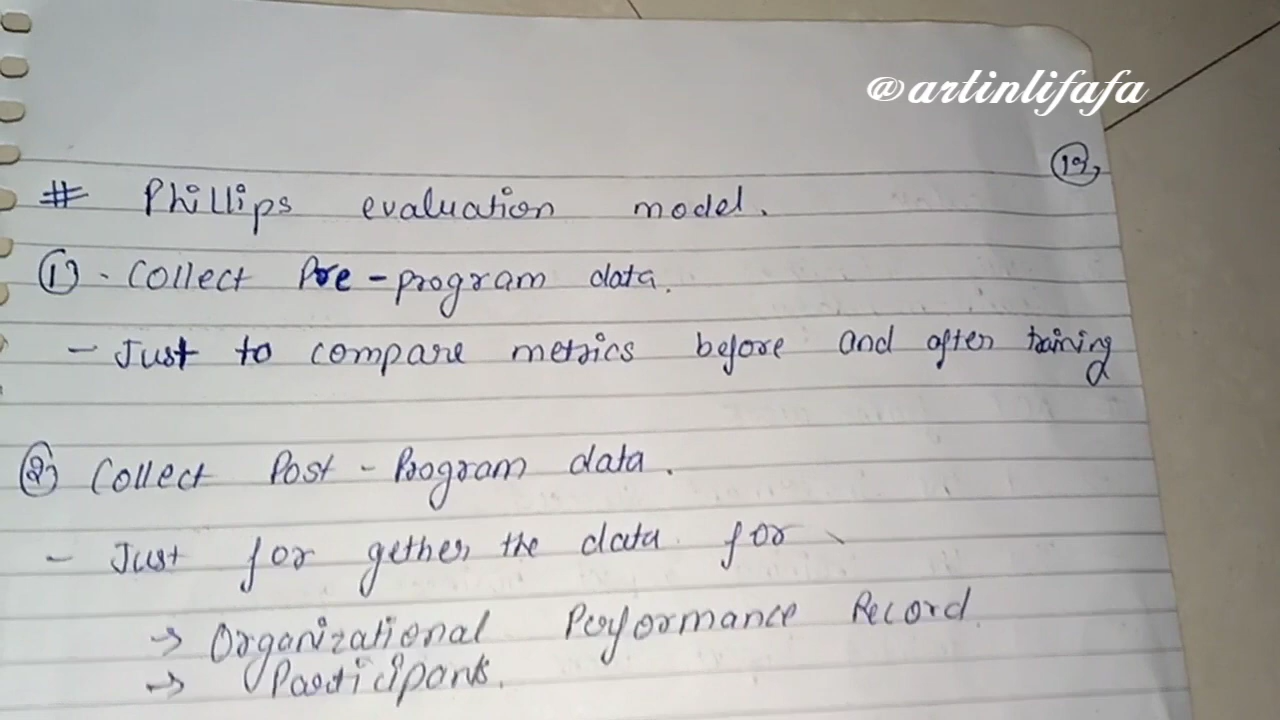 @artinlifafa
19,
# Phillips evaluation model.
1) - Collect Pre-program data.
- Just to compare metrics before and after training
2) Collect Post-Program data.
- Just for gether the data for
→ Organizational Performance Record.
→ Participants.